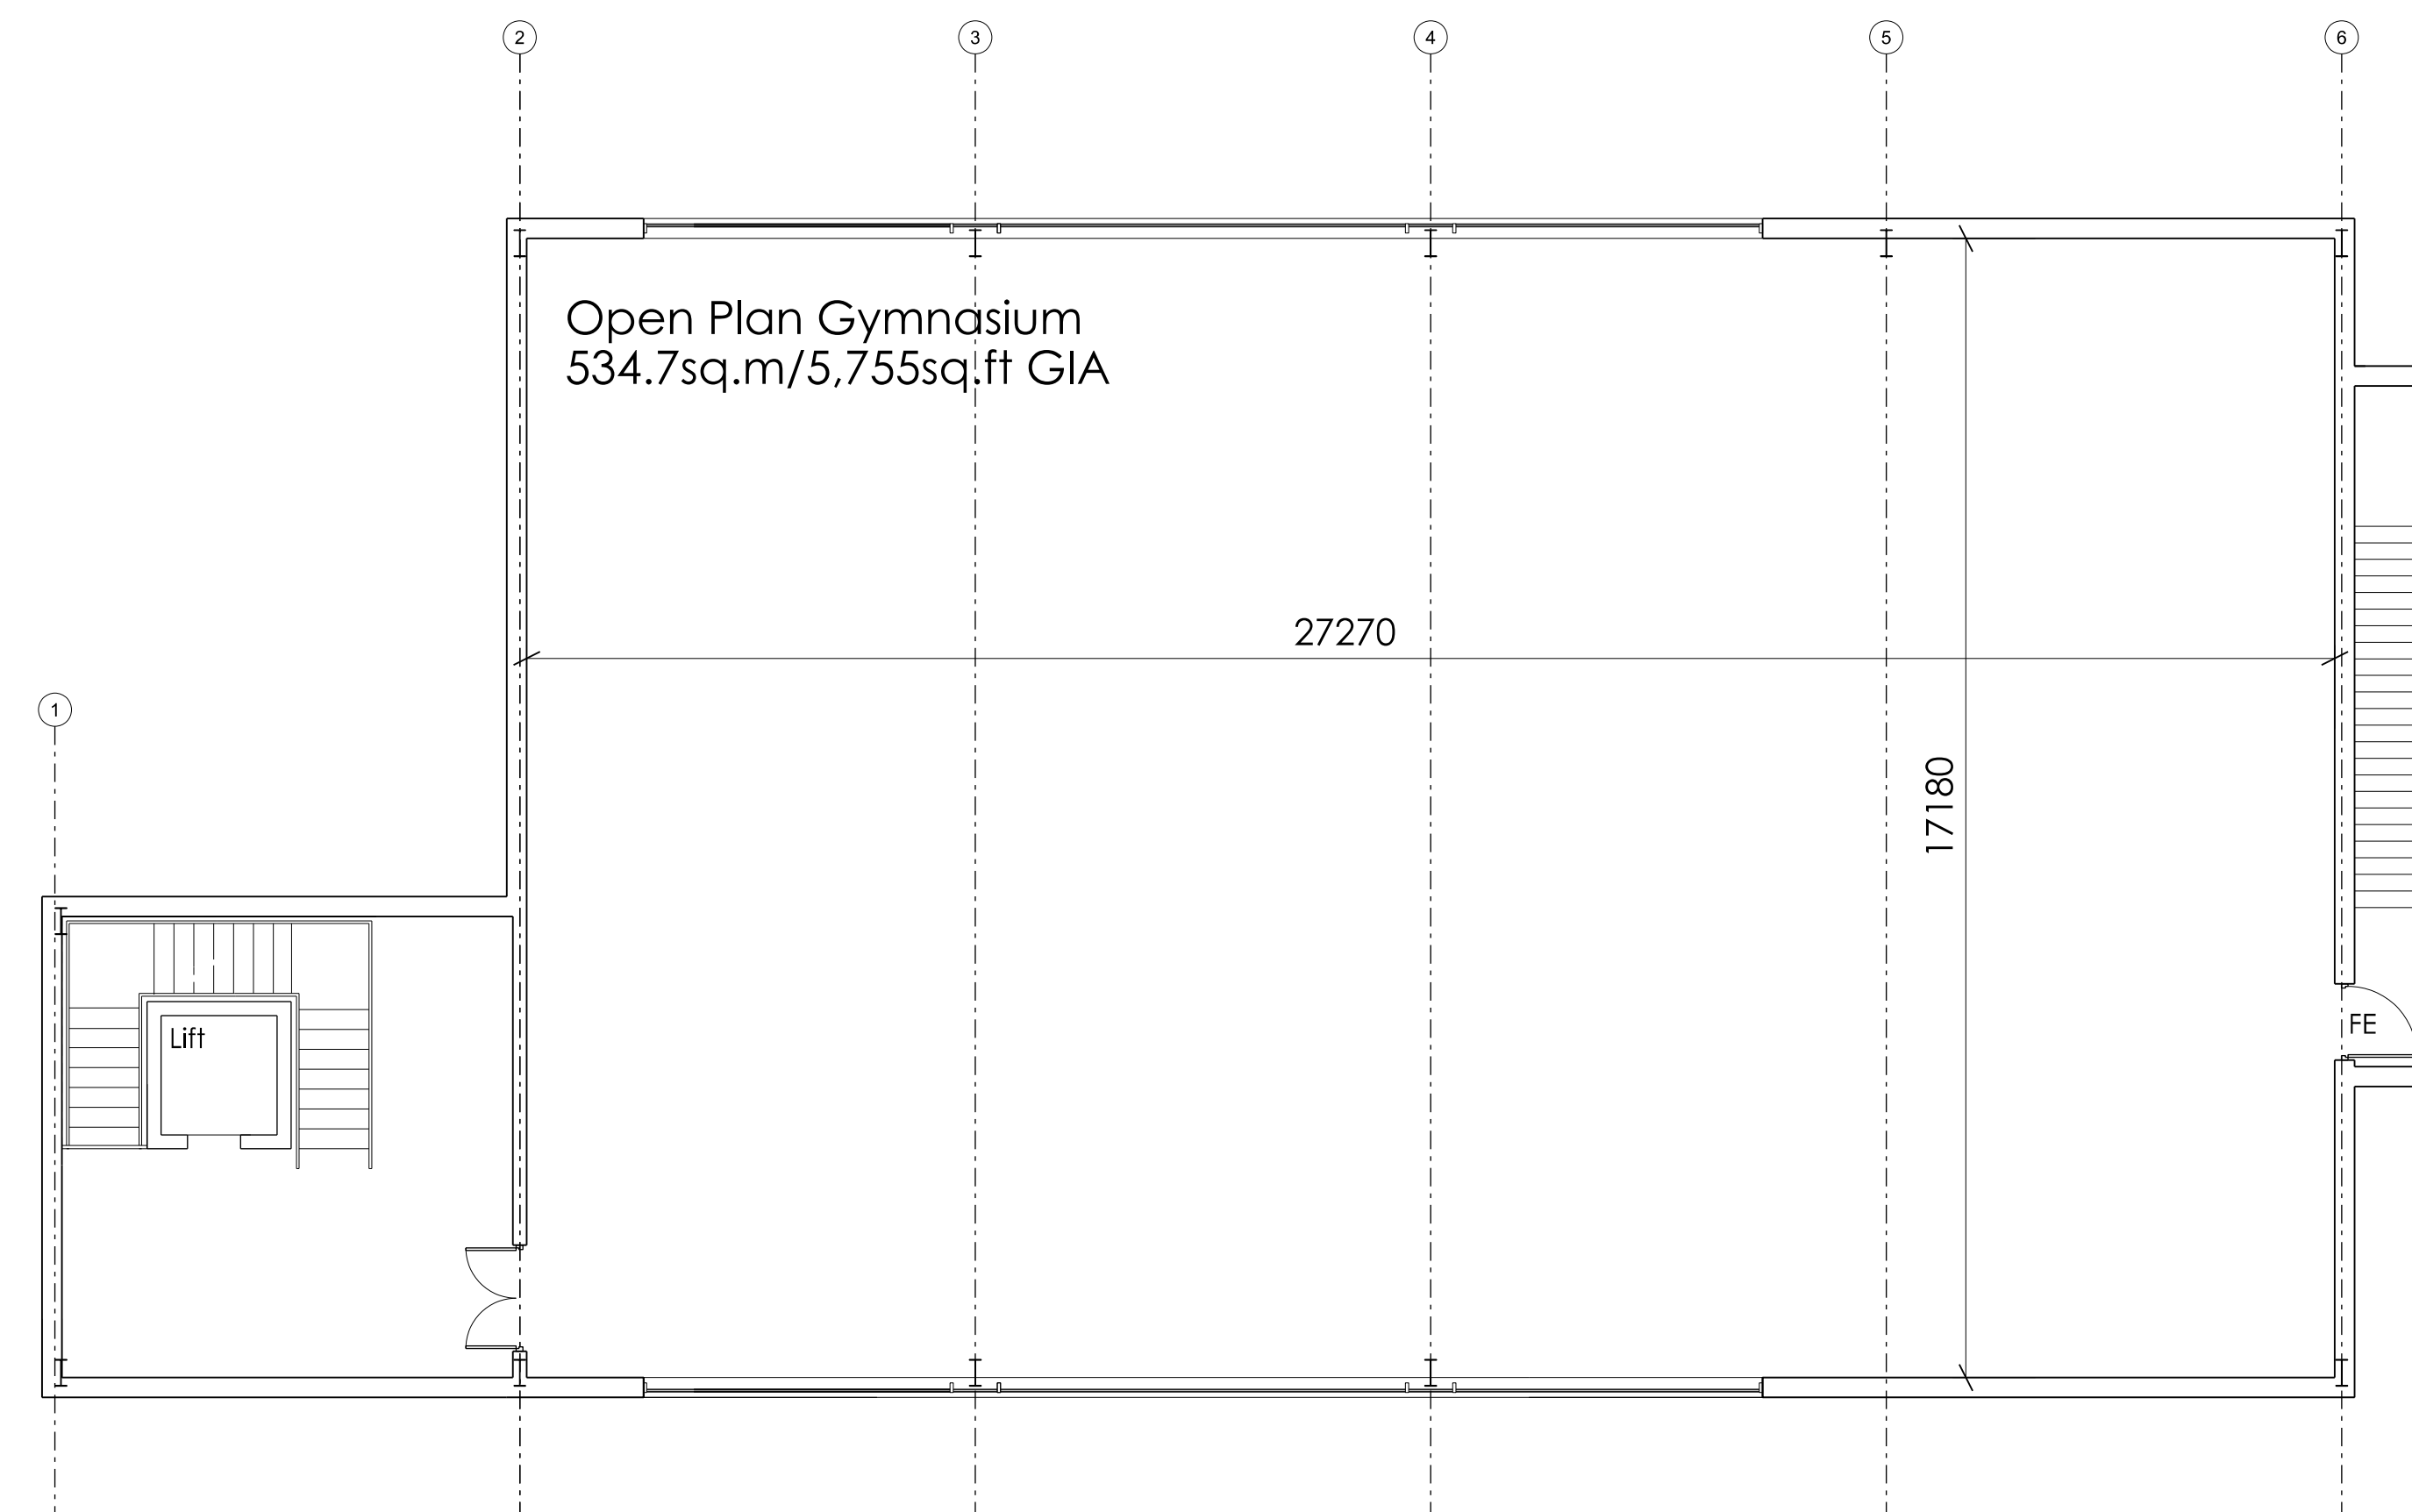 2
3
4
5
6
Open Plan Gymnasium
534.7sq.m/5,755sq.ft GIA
27270
1
17180
Lift
FE